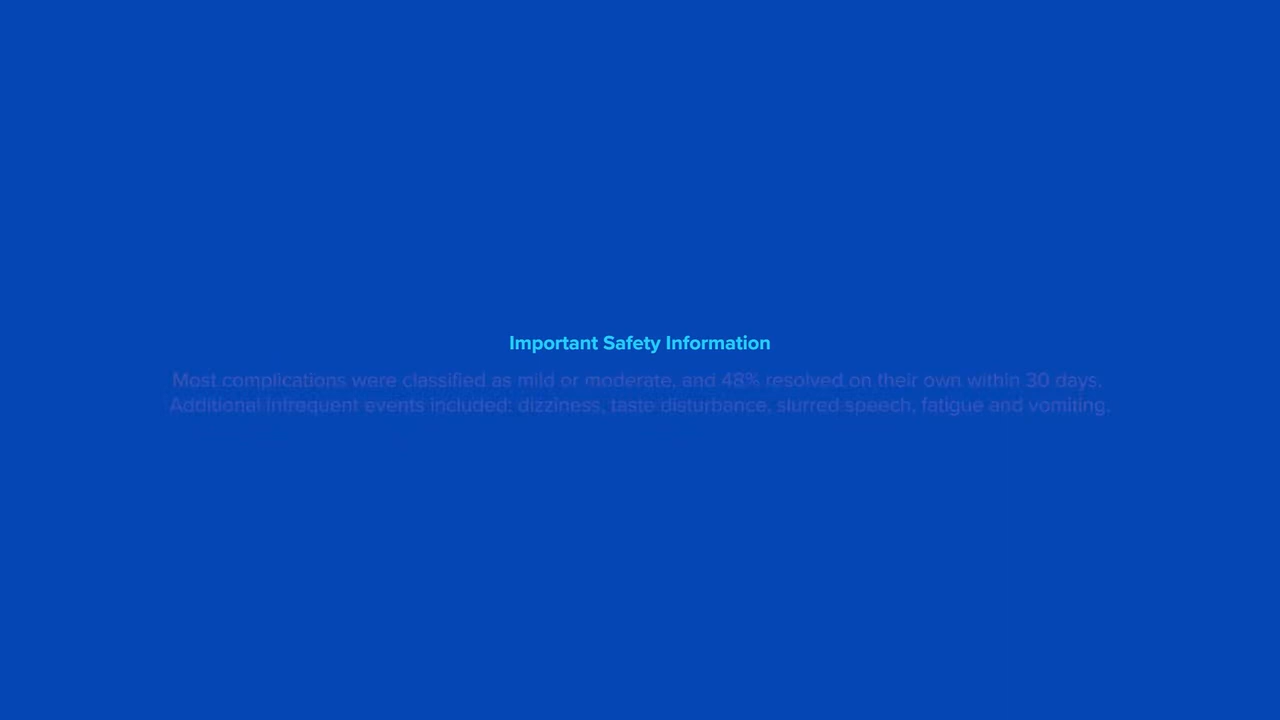 Important Safety Information
Most complications were classified as mild or moderate, and 48% resolved on their own within 30 days.
Additional infrequent events included: dizziness, taste disturbance, slurred speech, fatigue and vomiting.